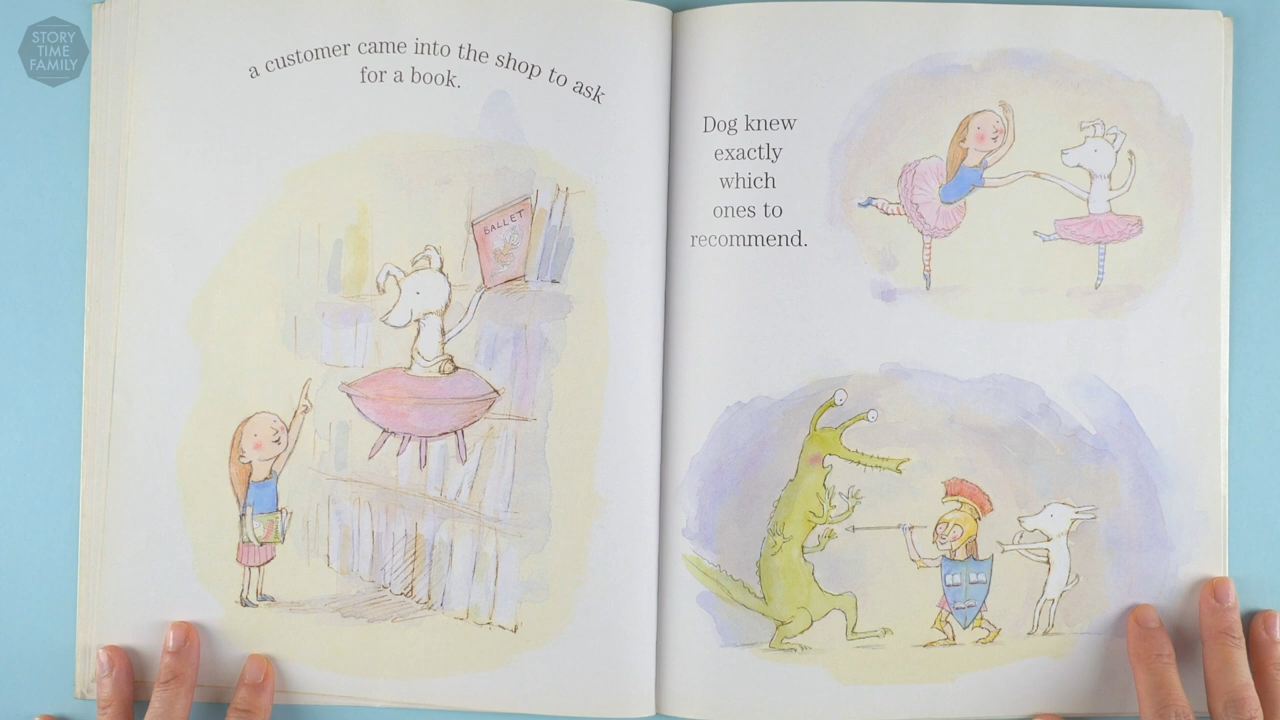 STORY
TIME
FAMILY
a customer came into the shop to ask
for a book.
BALLET
Dog knew
exactly
which
ones to
recommend.